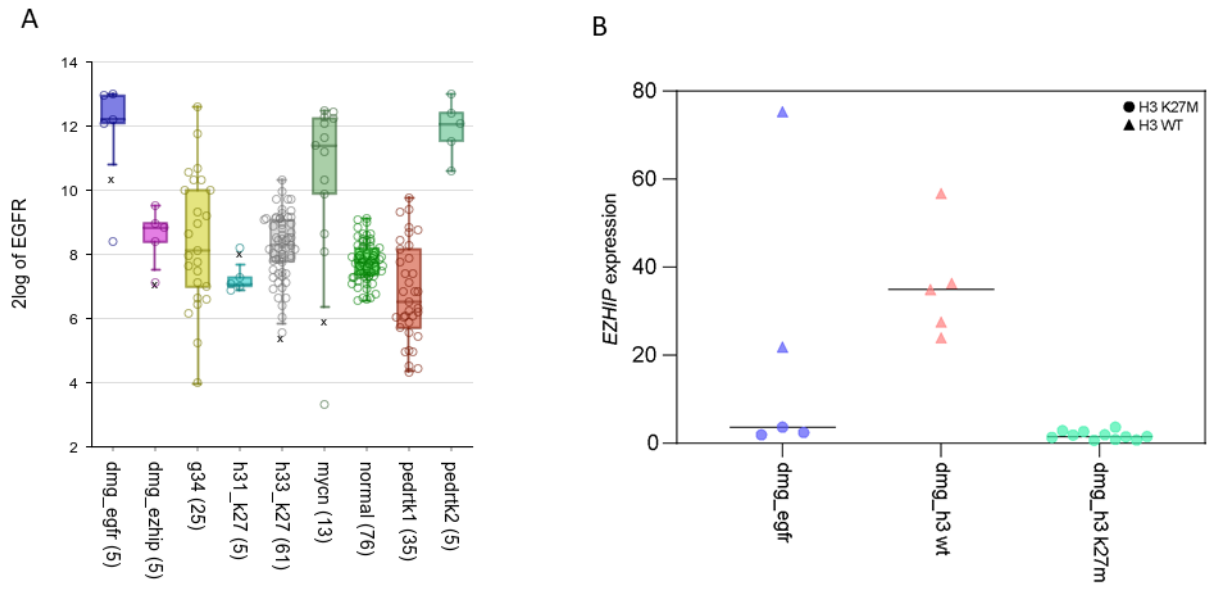 A
14
12
10
8
6
4
2
2log of EGFR
x
x
x
x
x
dmg_egfr (5)
dmg_ezhip (5)
g34 (25)
h31_k27 (5)
h33_k27 (61)
mycn (13)
normal (76)
pedrtk1 (35)
pedrtk2 (5)
B
80
60
40
20
0
EZHIP expression
H3 K27M
H3 WT
dmg_egfr
dmg_h3 wt
dmg_h3 k27m